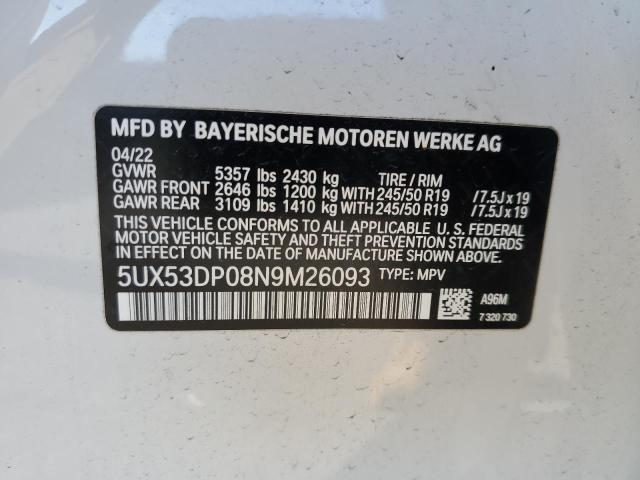 MFD BY BAYERISCHE MOTOREN WERKE AG
04/22
GVWR 5357 lbs 2430 kg TIRE / RIM
GAWR FRONT 2646 lbs 1200 kg WITH 245/50 R19 /7.5J x 19
GAWR REAR 3109 lbs 1410 kg WITH 245/50 R19 /7.5J x 19
THIS VEHICLE CONFORMS TO ALL APPLICABLE U. S. FEDERAL
MOTOR VEHICLE SAFETY AND THEFT PREVENTION STANDARDS
IN EFFECT ON THE DATE OF MANUFACTURE SHOWN ABOVE.
5UX53DP08N9M26093 TYPE: MPV
A96M
7 320 730